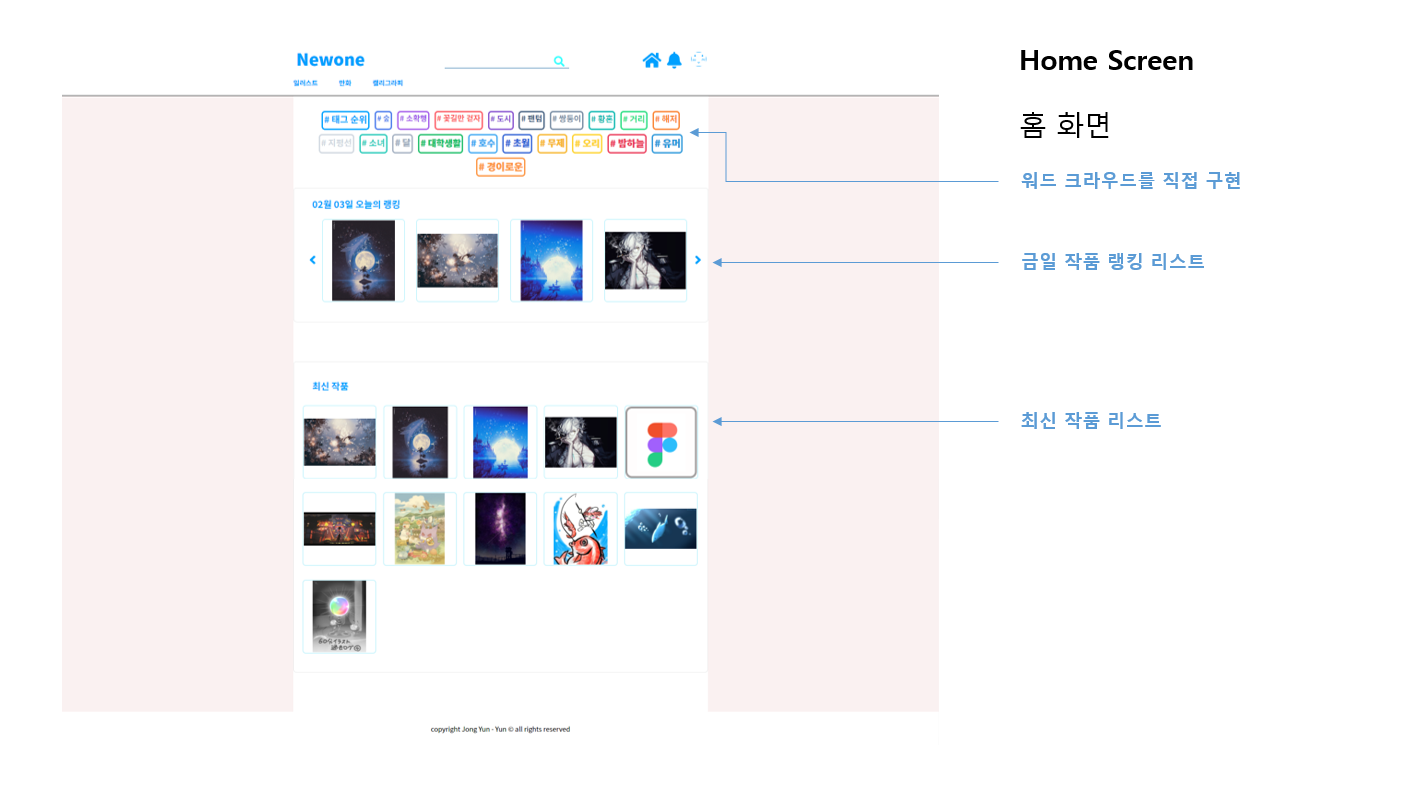 Newone
일러스트 만화 캘리그라피
# 태그 순위 # 숲 # 소확행 # 꽃길만 걷자 # 도시 # 팬텀 # 쌍둥이 # 황혼 # 거리 # 해저
# 지평선 # 소녀 # 달 # 대학생활 # 호수 # 초월 # 무제 # 오리 # 밤하늘 # 유머
# 경이로운
02월 03일 오늘의 랭킹
최신 작품
copyright Jong Yun - Yun © all rights reserved
Home Screen
홈 화면
워드 크라우드를 직접 구현
금일 작품 랭킹 리스트
최신 작품 리스트